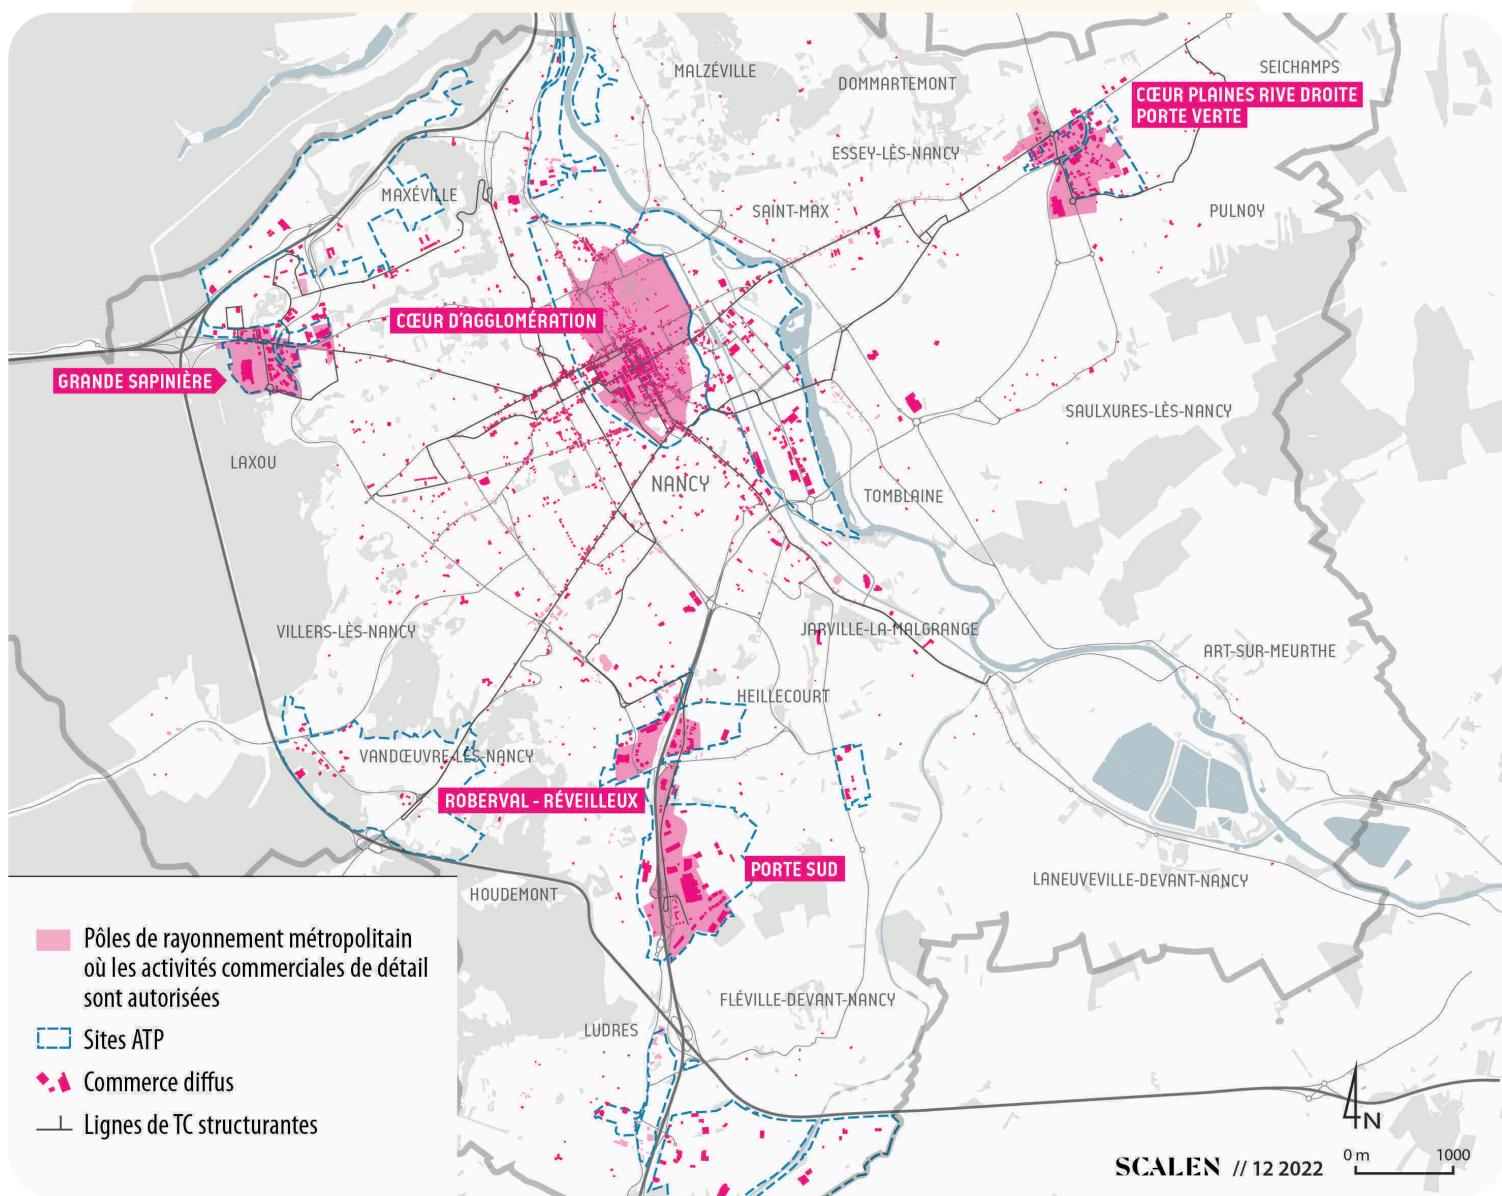 MALZÉVILLE
SEICHAMPS
DOMMARTEMONT
CŒUR PLAINES RIVE DROITE
PORTE VERTE
ESSEY-LÈS-NANCY
MAXÉVILLE
SAINT-MAX
PULNOY
CŒUR D'AGGLOMÉRATION
GRANDE SAPINIÈRE
SAULXURES-LÈS-NANCY
LAXOU
NANCY
TOMBLAINE
VILLERS-LÈS-NANCY
JARVILLE-LA-MALGRANGE
ART-SUR-MEURTHE
HEILLECOURT
VANDŒUVRE-LÈS-NANCY
ROBERVAL - RÉVEILLEUX
PORTE SUD
LANEUVEVILLE-DEVANT-NANCY
HOUDEMONT
FLÉVILLE-DEVANT-NANCY
LUDRES
Pôles de rayonnement métropolitain
où les activités commerciales de détail
sont autorisées
Sites ATP
Commerce diffus
Lignes de TC structurantes
N
0 m 1000
SCALEN // 12 2022